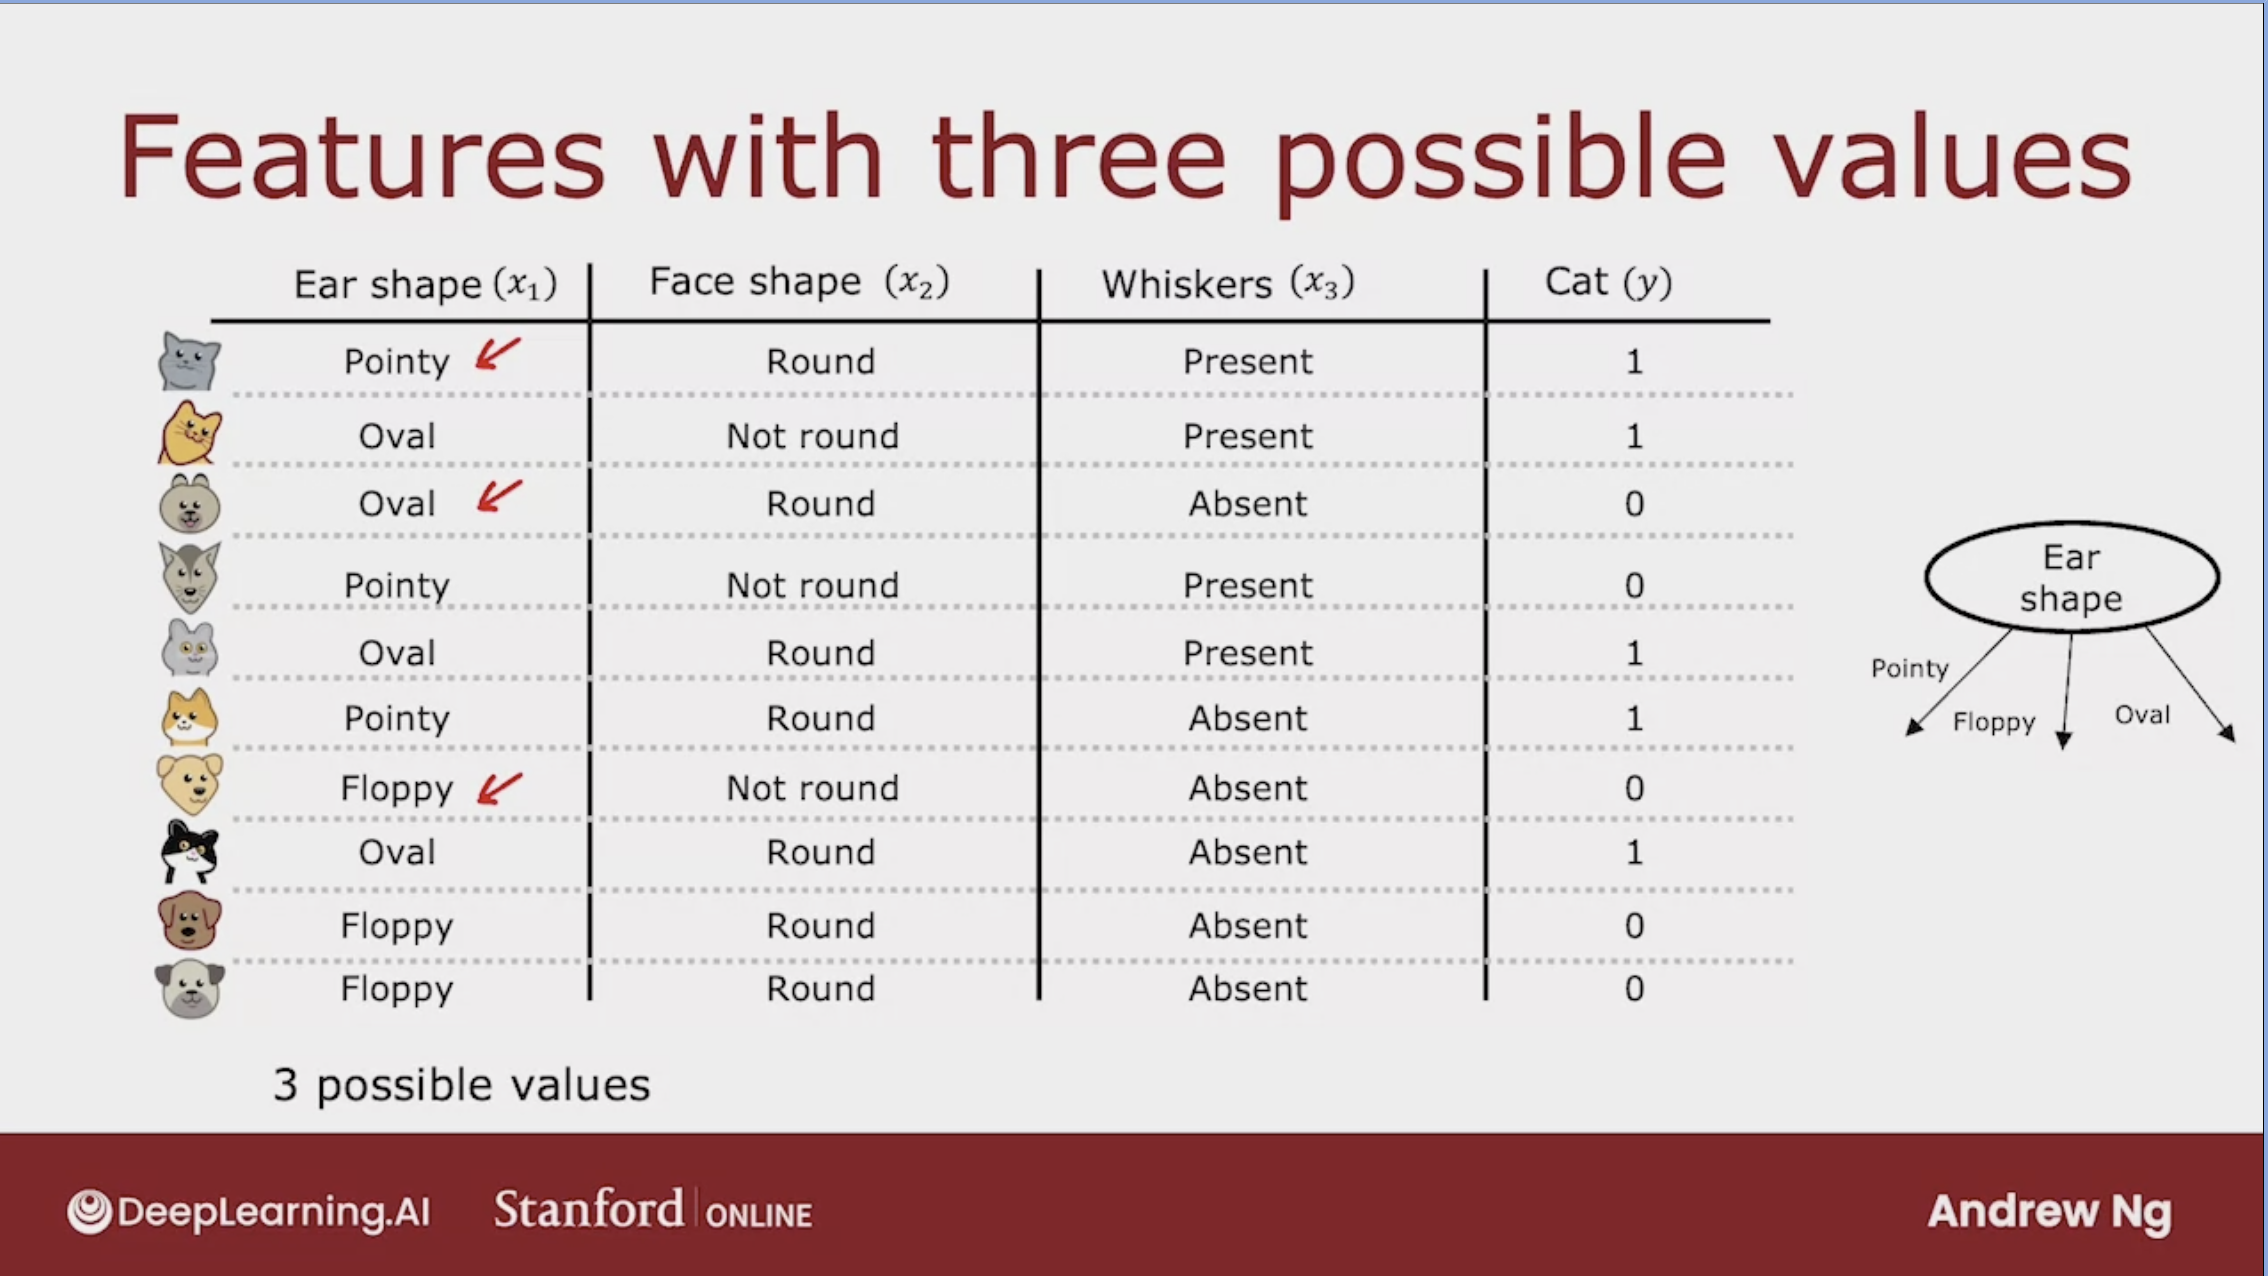 Features with three possible values
Ear shape (x₁) Face shape (x₂) Whiskers (x₃) Cat (y)
Pointy Round Present 1
Oval Not round Present 1
Oval Round Absent 0
Pointy Not round Present 0
Oval Round Present 1
Pointy Round Absent 1
Floppy Not round Absent 0
Oval Round Absent 1
Floppy Round Absent 0
Floppy Round Absent 0
3 possible values
Ear
shape
Pointy
Floppy
Oval
DeepLearning.AI
Stanford ONLINE
Andrew Ng